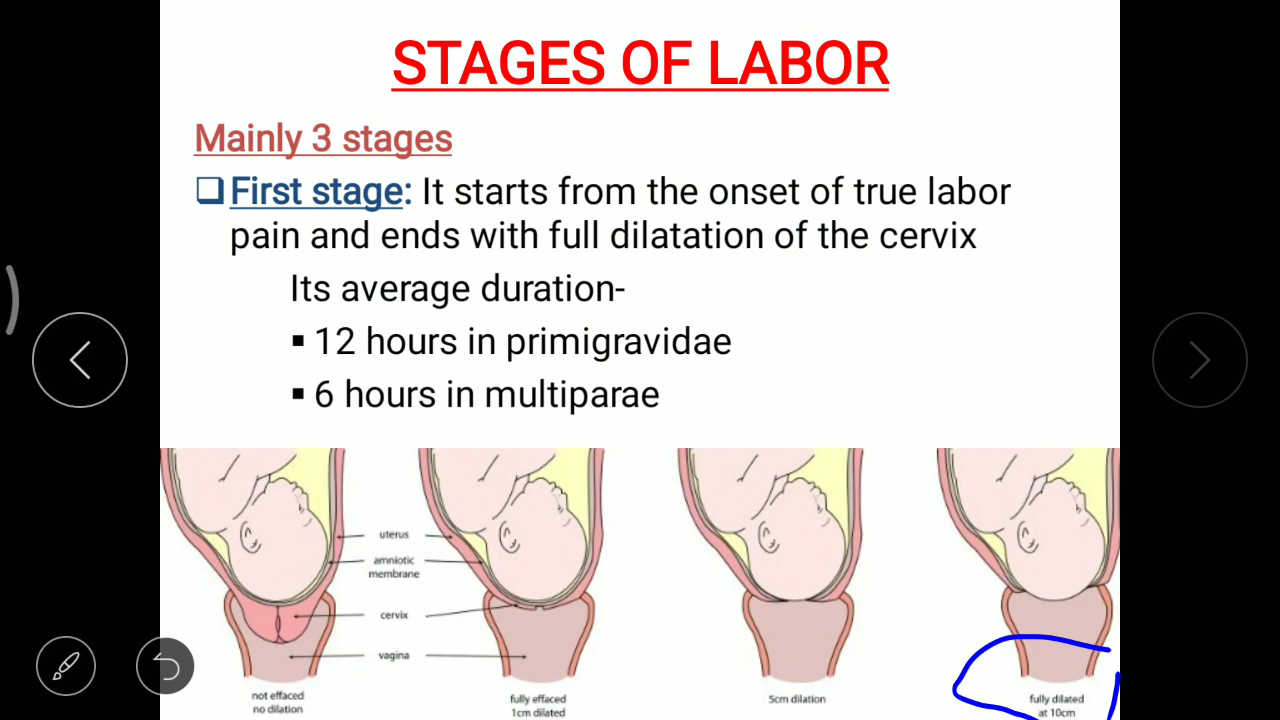 STAGES OF LABOR
Mainly 3 stages
First stage: It starts from the onset of true labor
pain and ends with full dilatation of the cervix
Its average duration-
12 hours in primigravidae
6 hours in multiparae
uterus
amniotic
membrane
cervix
vagina
not effaced
no dilation
fully effaced
1cm dilated
5cm dilation
fully dilated
at 10cm